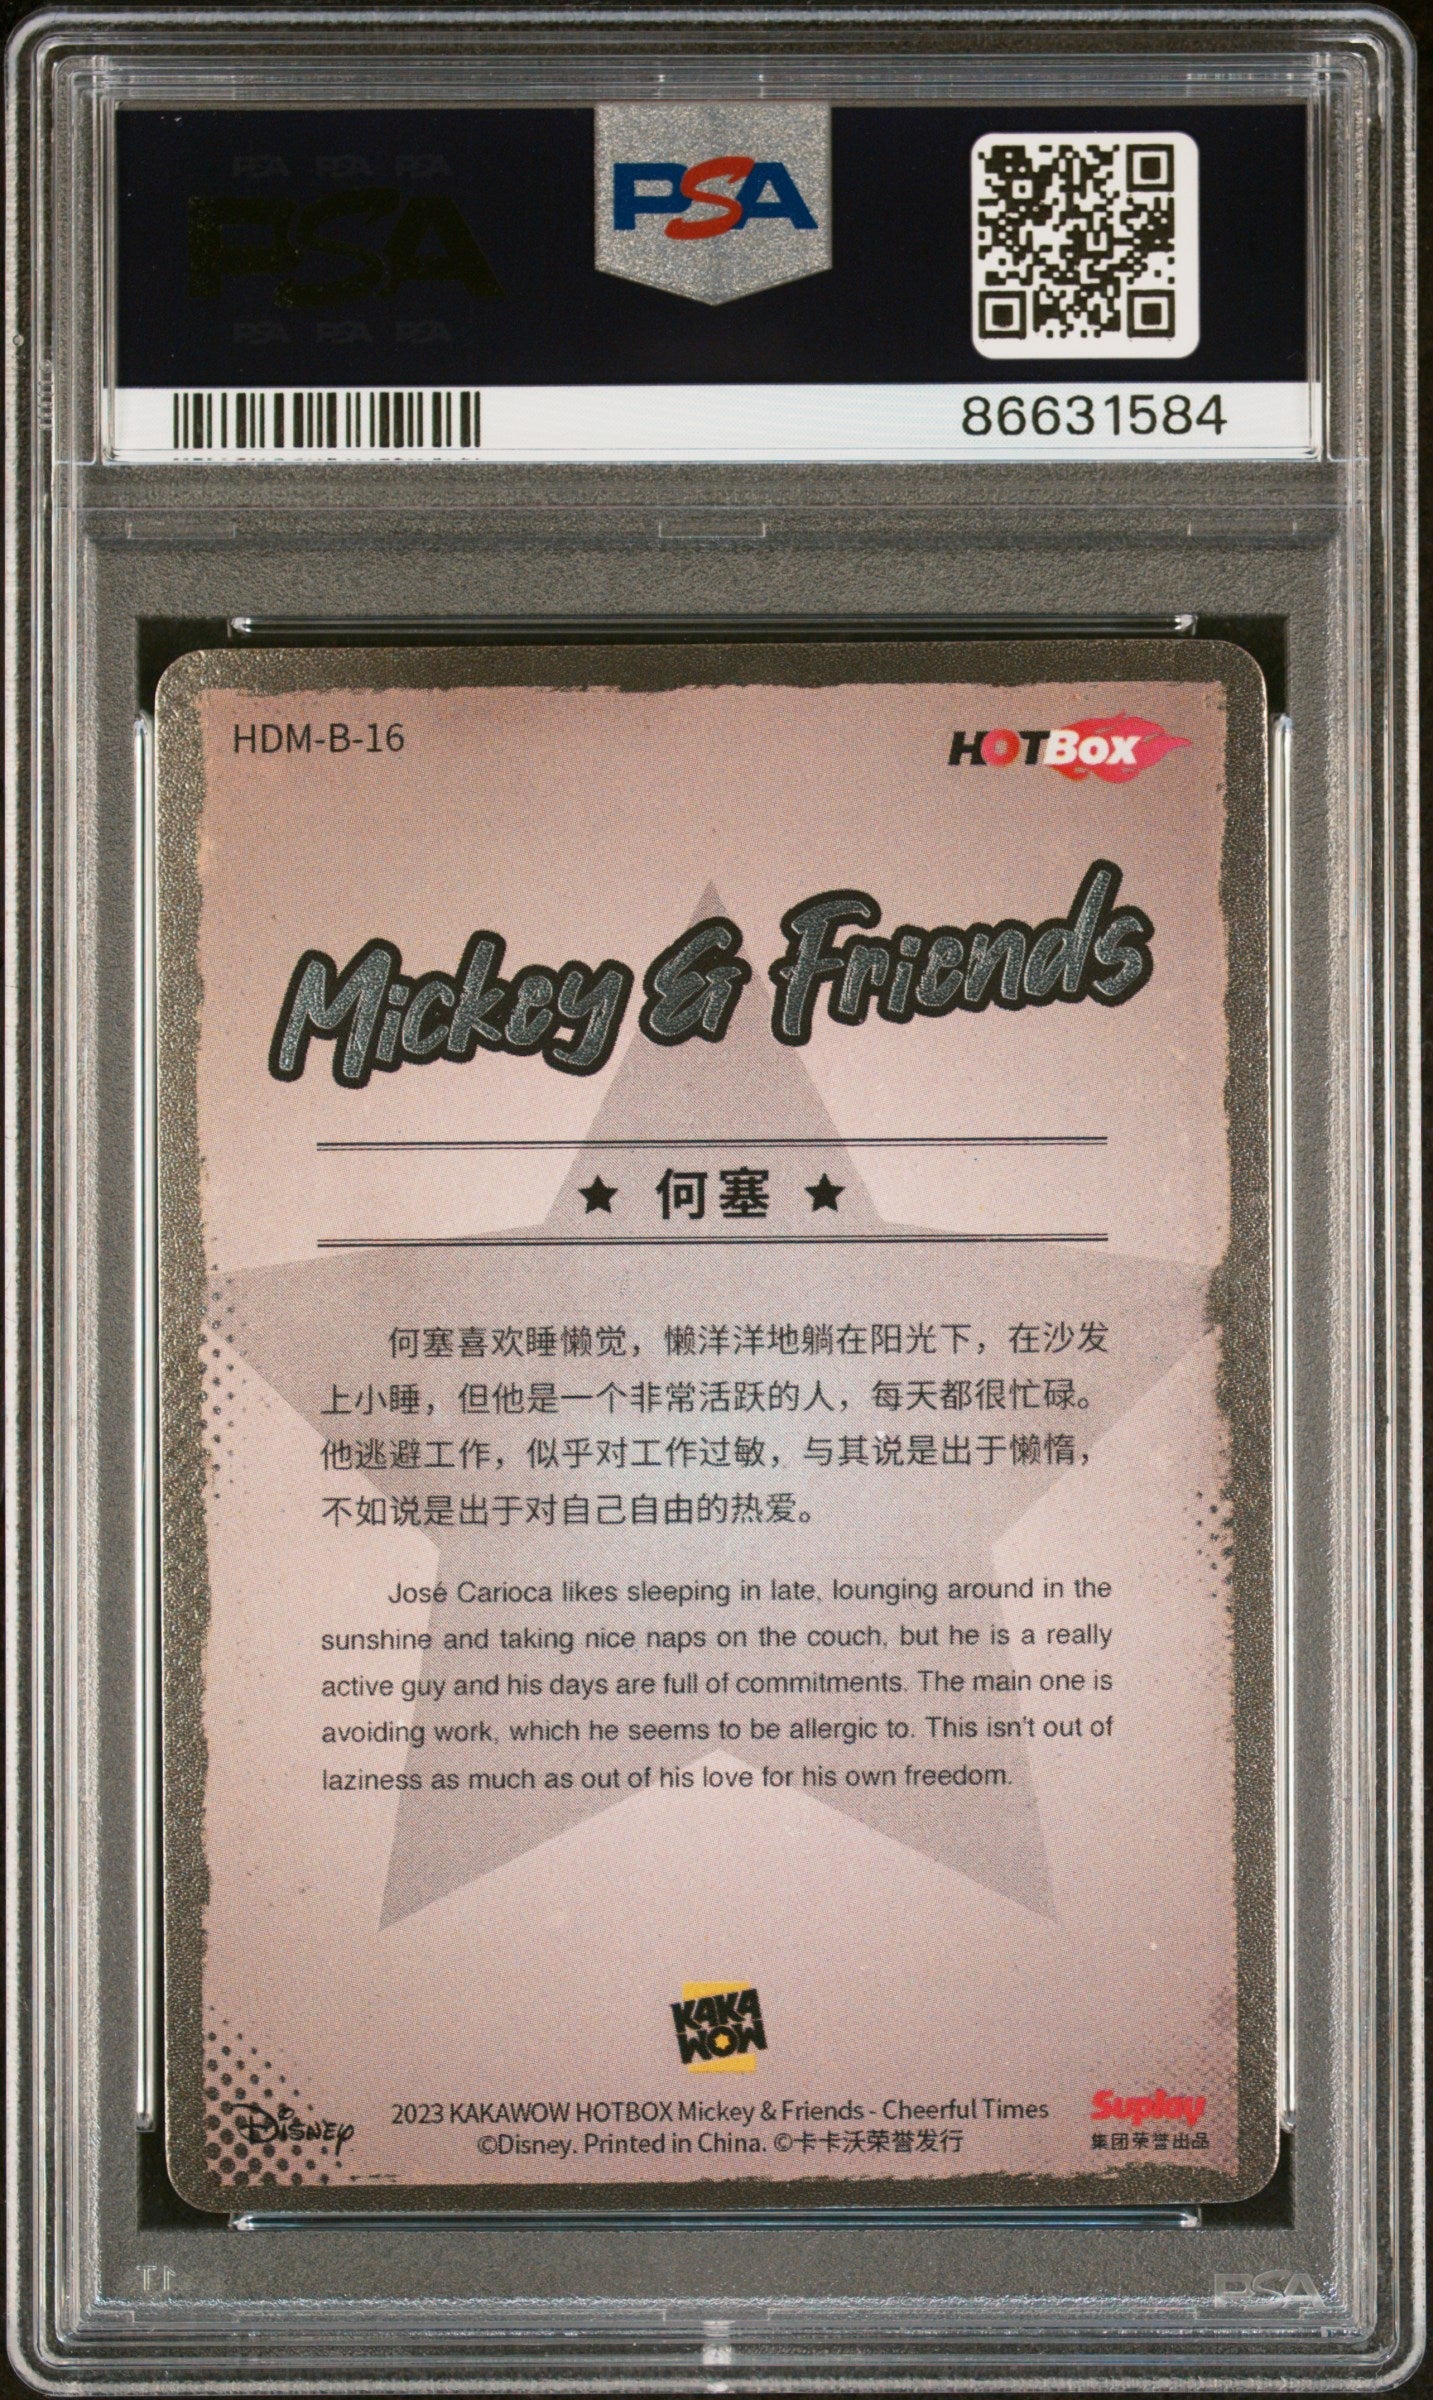 PSA PSA PSA
PSA
PSA PSA PSA
PSA
86631584
HDM-B-16
HOTBOX
Mickey & Friends
★ 何塞 ★
何塞喜欢睡懒觉，懒洋洋地躺在阳光下，在沙发
上小睡，但他是一个非常活跃的人，每天都很忙碌。
他逃避工作，似乎对工作过敏，与其说是出于懒惰，
不如说是出于对自己自由的热爱。
José Carioca likes sleeping in late, lounging around in the
sunshine and taking nice naps on the couch, but he is a really
active guy and his days are full of commitments. The main one is
avoiding work, which he seems to be allergic to. This isn't out of
laziness as much as out of his love for his own freedom.
KAKA
WOW
Disney
2023 KAKAWOW HOTBOX Mickey & Friends - Cheerful Times
©Disney. Printed in China. ©卡卡沃荣誉发行
Suplay
集团荣誉出品
PSA